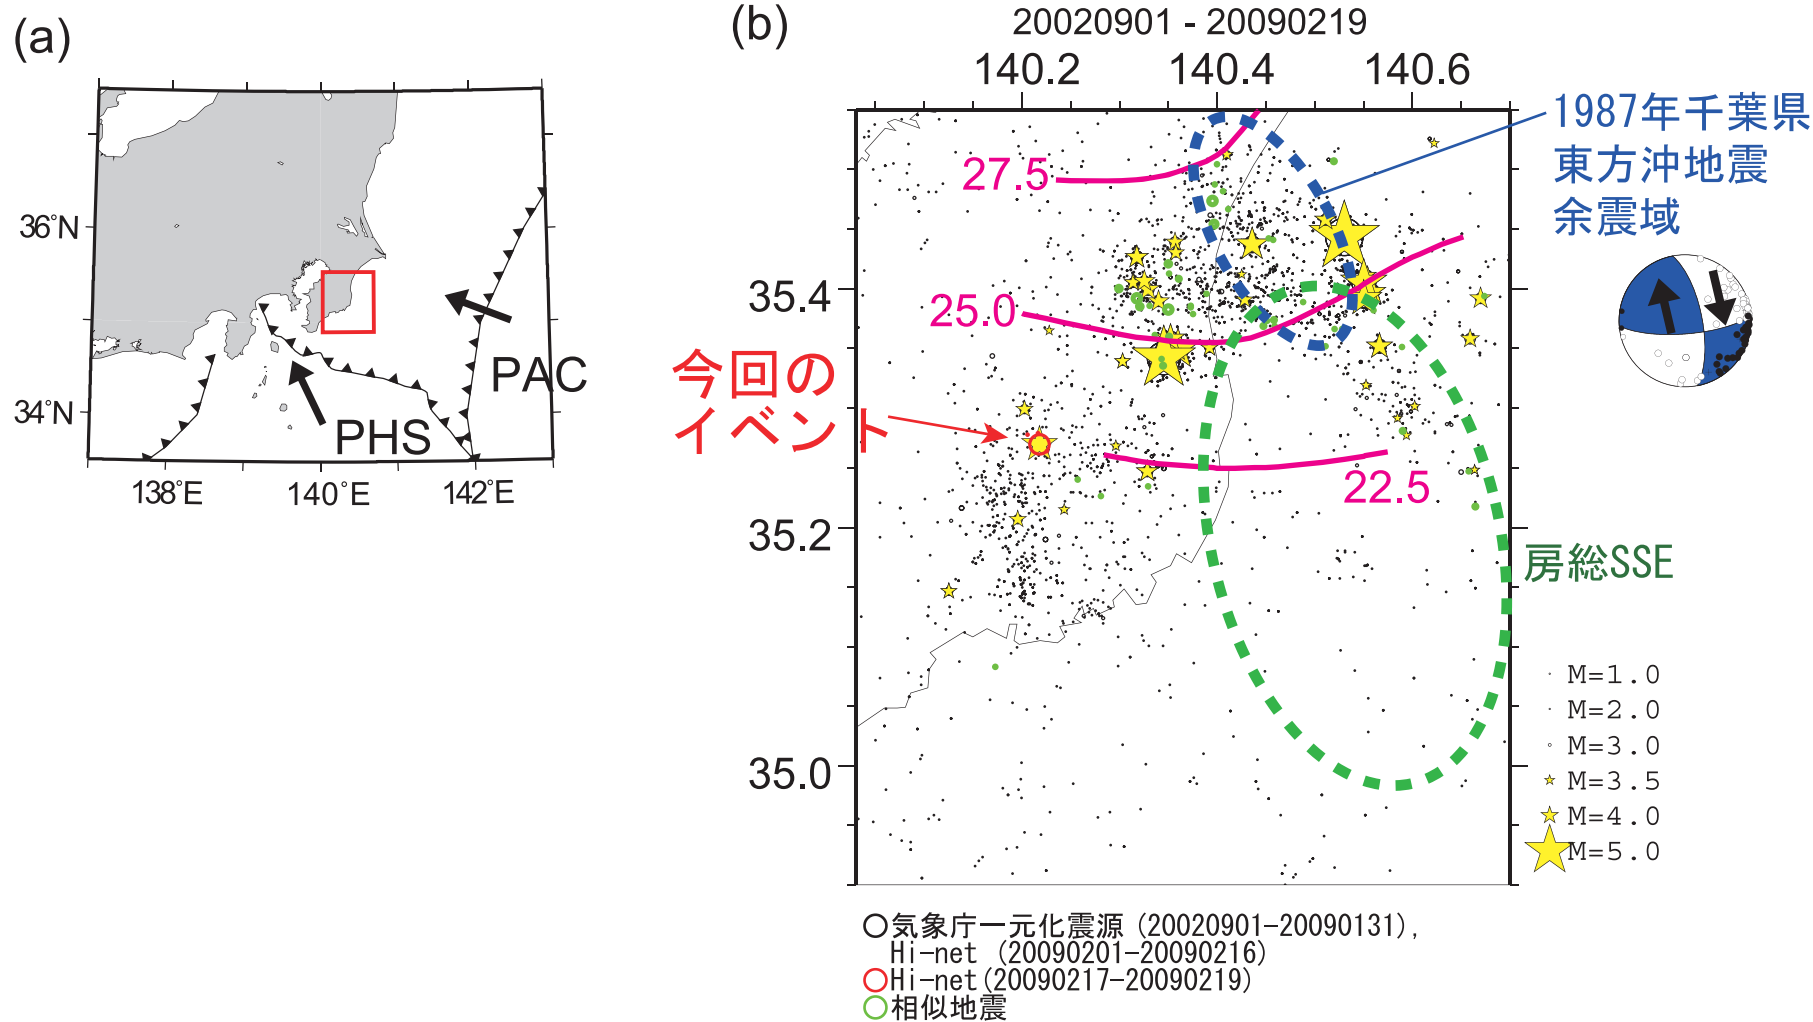 (a)
36°N
34°N
138°E
140°E
142°E
PAC
PHS
(b)
20020901 - 20090219
140.2
140.4
140.6
35.4
35.2
35.0
27.5
25.0
22.5
1987年千葉県
東方沖地震
余震域
今回の
イベント
房総SSE
M=1.0
M=2.0
M=3.0
M=3.5
M=4.0
M=5.0
気象庁一元化震源 (20020901-20090131),
Hi-net (20090201-20090216)
Hi-net(20090217-20090219)
相似地震